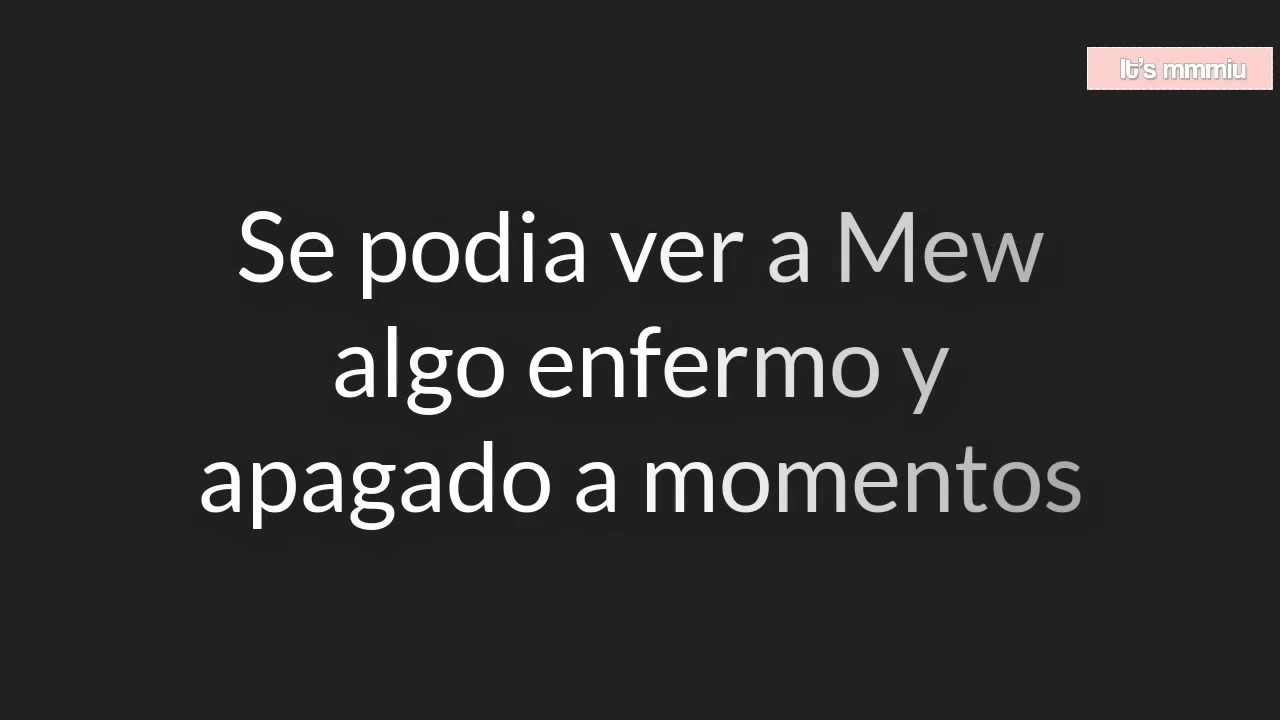 It's mmmiu
Se podia ver a Mew
algo enfermo y
apagado a momentos